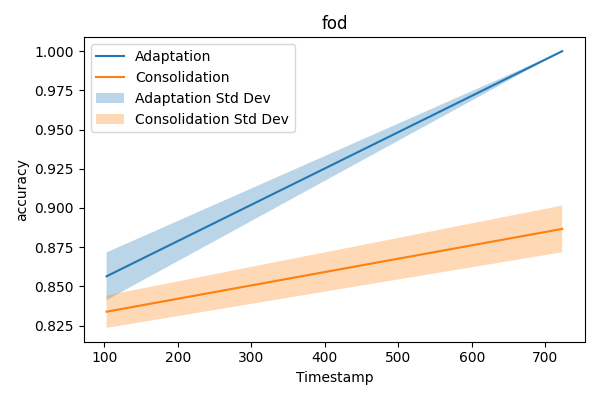 fod
Adaptation
Consolidation
Adaptation Std Dev
Consolidation Std Dev
accuracy
1.000
0.975
0.950
0.925
0.900
0.875
0.850
0.825
100 200 300 400 500 600 700
Timestamp